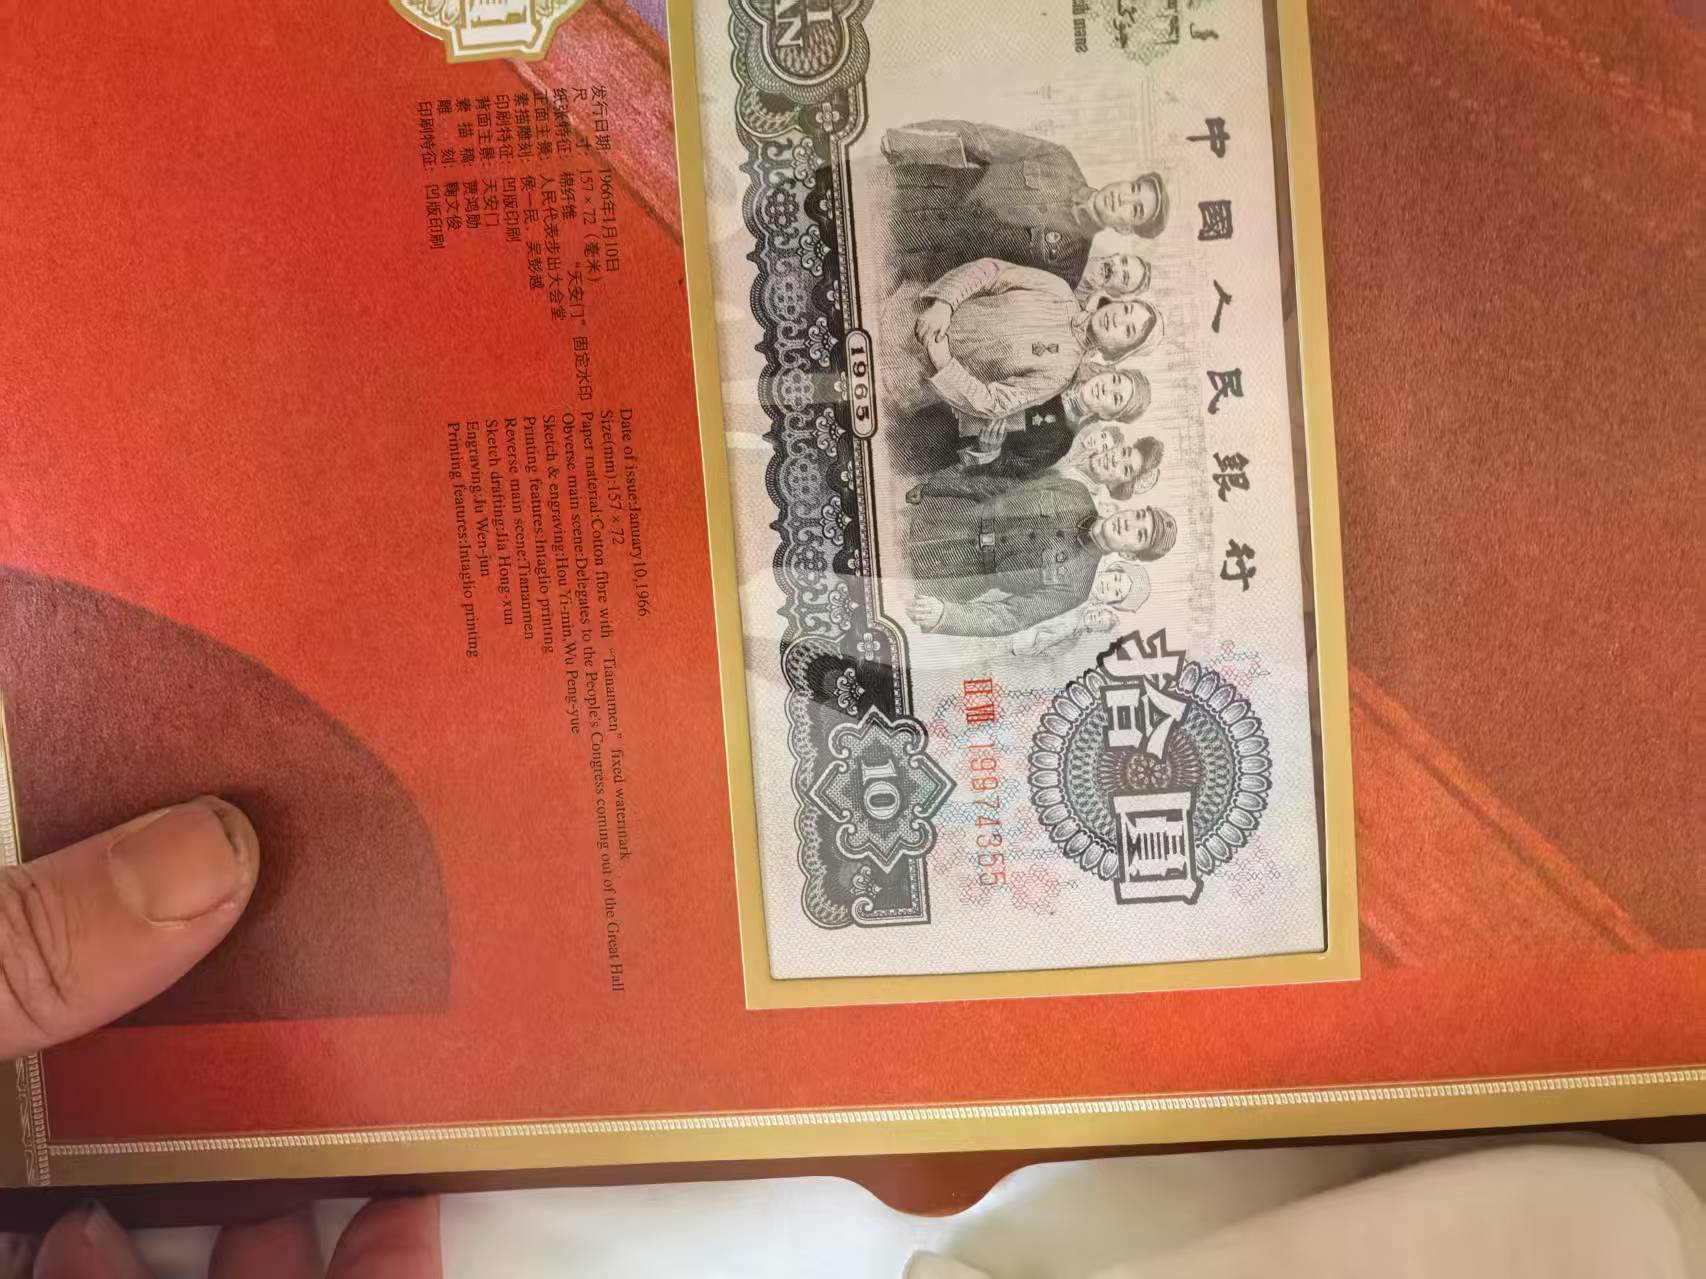 中國人民銀行
拾圓
19974355
1965
10
发行日期：1966年1月10日
尺　寸：157×72（毫米）
纸张特征：棉纤维　“天安门”固定水印
正面主景：人民代表步出大会堂
素描雕刻：侯一民、吴彭越
印刷特征：凹版印刷
背面主景：天安门
素描稿：贾鸿勋
雕　刻：鞠文俊
印刷特征：凹版印刷
Date of issue:January10,1966
Size(mm):157×72
Paper material:Cotton fibre with “Tiananmen” fixed watermark
Obverse main scene:Delegates to the People's Congress coming out of the Great Hall
Sketch & engraving:Hou Yi-min,Wu Peng-yue
Printing features:Intaglio printing
Reverse main scene:Tiananmen
Sketch drafting:Jia Hong-xun
Engraving:Ju Wen-jun
Printing features:Intaglio printing